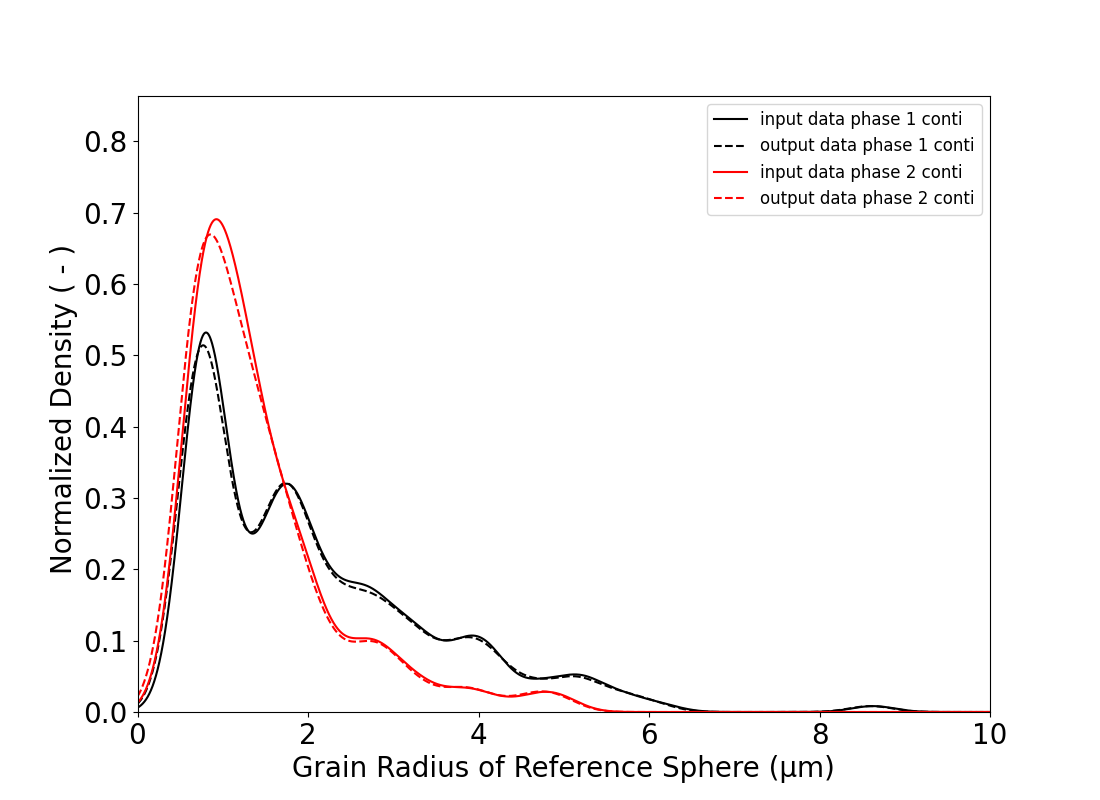 input data phase 1 conti
output data phase 1 conti
input data phase 2 conti
output data phase 2 conti
Normalized Density ( - )
0.8
0.7
0.6
0.5
0.4
0.3
0.2
0.1
0.0
0 2 4 6 8 10
Grain Radius of Reference Sphere (µm)